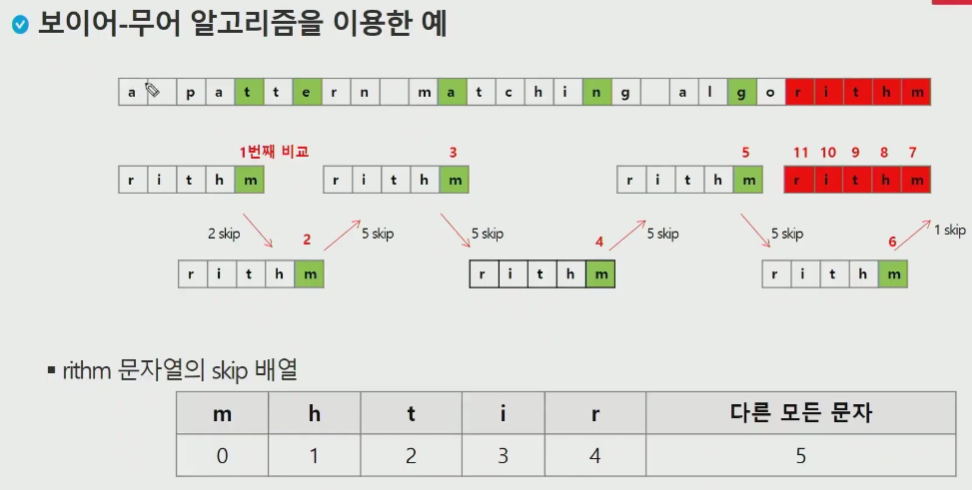 보이어-무어 알고리즘을 이용한 예
a p a t t e r n m a t c h i n g a l g o r i t h m
1번째 비교 3 5 11 10 9 8 7
r i t h m r i t h m r i t h m r i t h m
2 skip 2 5 skip 5 skip 4 5 skip 5 skip 6 1 skip
r i t h m r i t h m r i t h m
▪ rithm 문자열의 skip 배열
m h t i r 다른 모든 문자
0 1 2 3 4 5